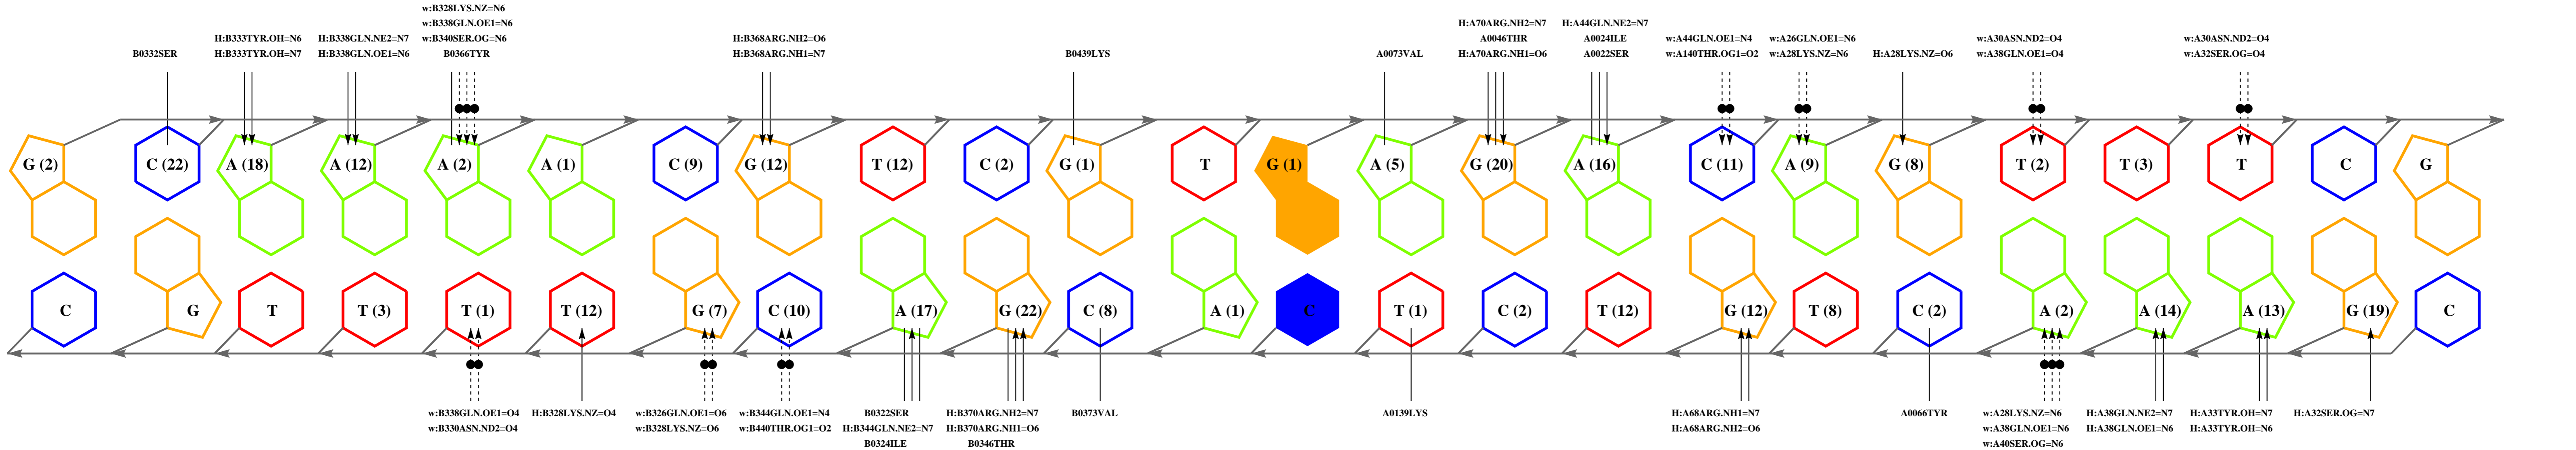 w:B328LYS.NZ=N6
w:B338GLN.OE1=N6
w:B340SER.OG=N6
B0366TYR
B0332SER
H:B333TYR.OH=N6
H:B333TYR.OH=N7
H:B338GLN.NE2=N7
H:B338GLN.OE1=N6
H:B368ARG.NH2=O6
H:B368ARG.NH1=N7
B0439LYS
A0073VAL
H:A70ARG.NH2=N7
A0046THR
H:A70ARG.NH1=O6
H:A44GLN.NE2=N7
A0024ILE
A0022SER
w:A44GLN.OE1=N4
w:A140THR.OG1=O2
w:A26GLN.OE1=N6
w:A28LYS.NZ=N6
H:A28LYS.NZ=O6
w:A30ASN.ND2=O4
w:A38GLN.OE1=O4
w:A30ASN.ND2=O4
w:A32SER.OG=O4
G (2) C (22) A (18) A (12) A (2) A (1) C (9) G (12) T (12) C (2) G (1) T G (1) A (5) G (20) A (16) C (11) A (9) G (8) T (2) T (3) T C G
C G T T (3) T (1) T (12) G (7) C (10) A (17) G (22) C (8) A (1) C T (1) C (2) T (12) G (12) T (8) C (2) A (2) A (14) A (13) G (19) C
w:B338GLN.OE1=O4
w:B330ASN.ND2=O4
H:B328LYS.NZ=O4
w:B326GLN.OE1=O6
w:B328LYS.NZ=O6
w:B344GLN.OE1=N4
w:B440THR.OG1=O2
B0322SER
H:B344GLN.NE2=N7
B0324ILE
H:B370ARG.NH2=N7
H:B370ARG.NH1=O6
B0346THR
B0373VAL
A0139LYS
H:A68ARG.NH1=N7
H:A68ARG.NH2=O6
A0066TYR
w:A28LYS.NZ=N6
w:A38GLN.OE1=N6
w:A40SER.OG=N6
H:A38GLN.NE2=N7
H:A38GLN.OE1=N6
H:A33TYR.OH=N7
H:A33TYR.OH=N6
H:A32SER.OG=N7